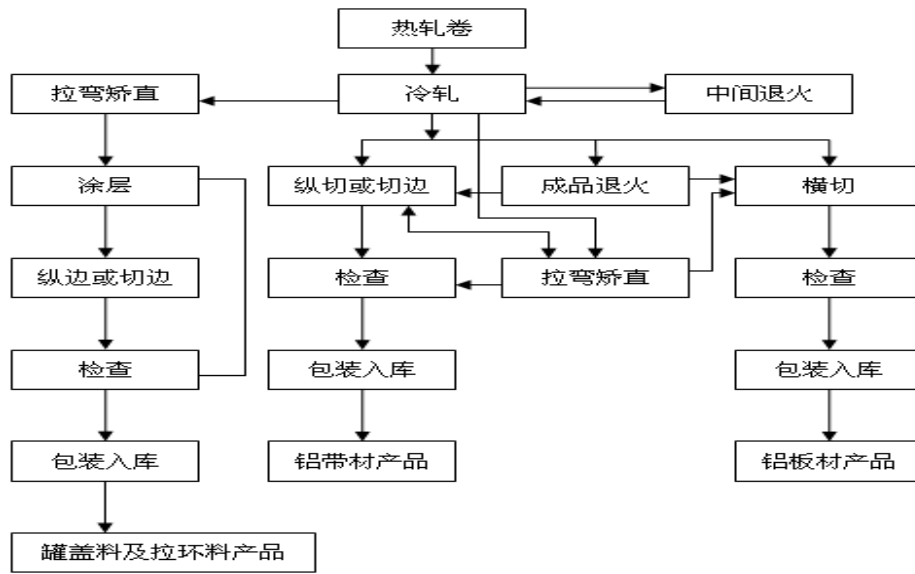 热轧卷
拉弯矫直
冷轧
中间退火
涂层
纵切或切边
成品退火
横切
纵边或切边
检查
拉弯矫直
检查
检查
包装入库
包装入库
包装入库
铝带材产品
铝板材产品
罐盖料及拉环料产品